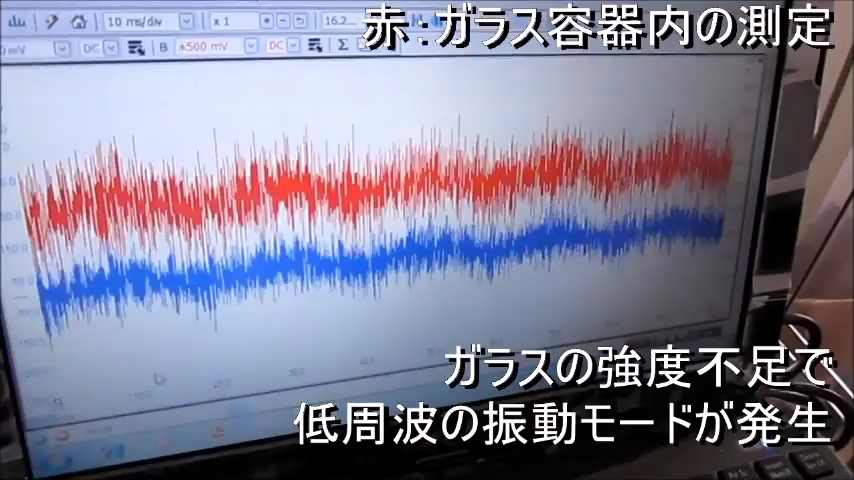 10 ms/div
x 1
16.2
DC
B
±500 mV
DC
Σ
赤:ガラス容器内の測定
ガラスの強度不足で
低周波の振動モードが発生